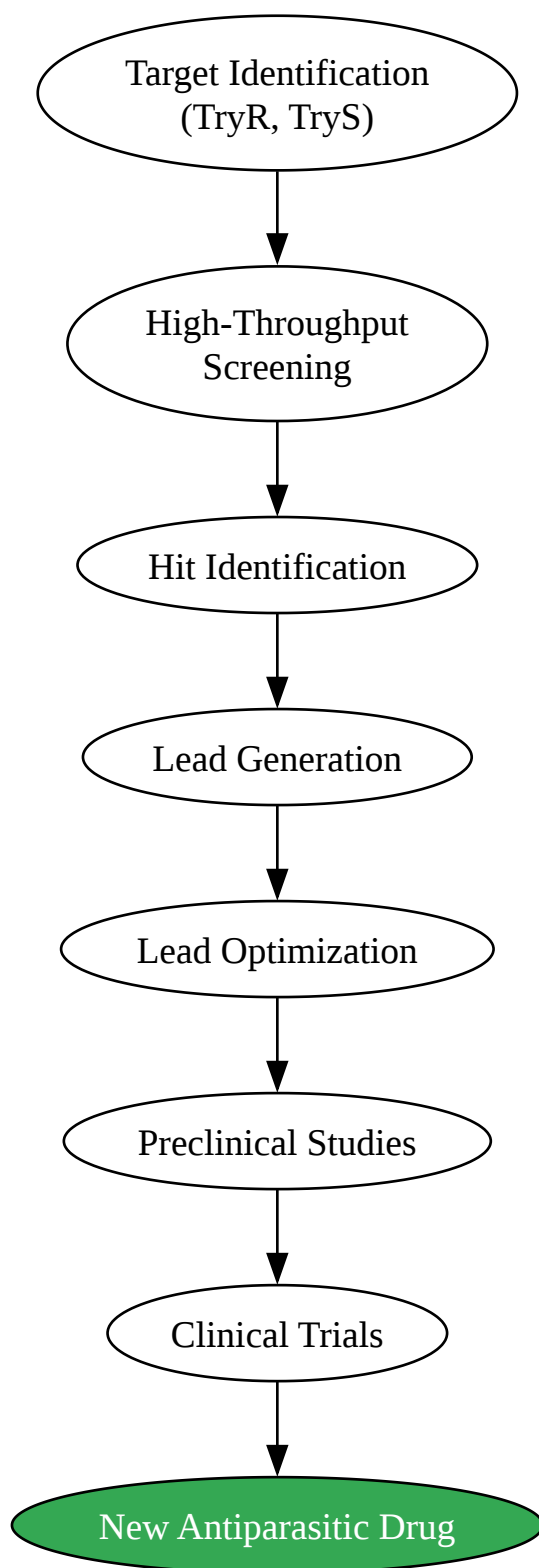 Target Identification
(TryR, TryS)
High-Throughput
Screening
Hit Identification
Lead Generation
Lead Optimization
Preclinical Studies
Clinical Trials
New Antiparasitic Drug